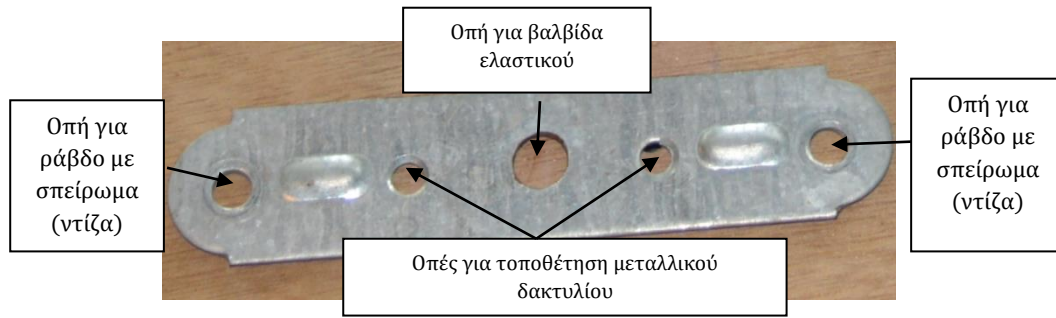 Οπή για βαλβίδα
ελαστικού
Οπή για
ράβδο με
σπείρωμα
(ντίζα)
Οπή για
ράβδο με
σπείρωμα
(ντίζα)
Οπές για τοποθέτηση μεταλλικού
δακτυλίου